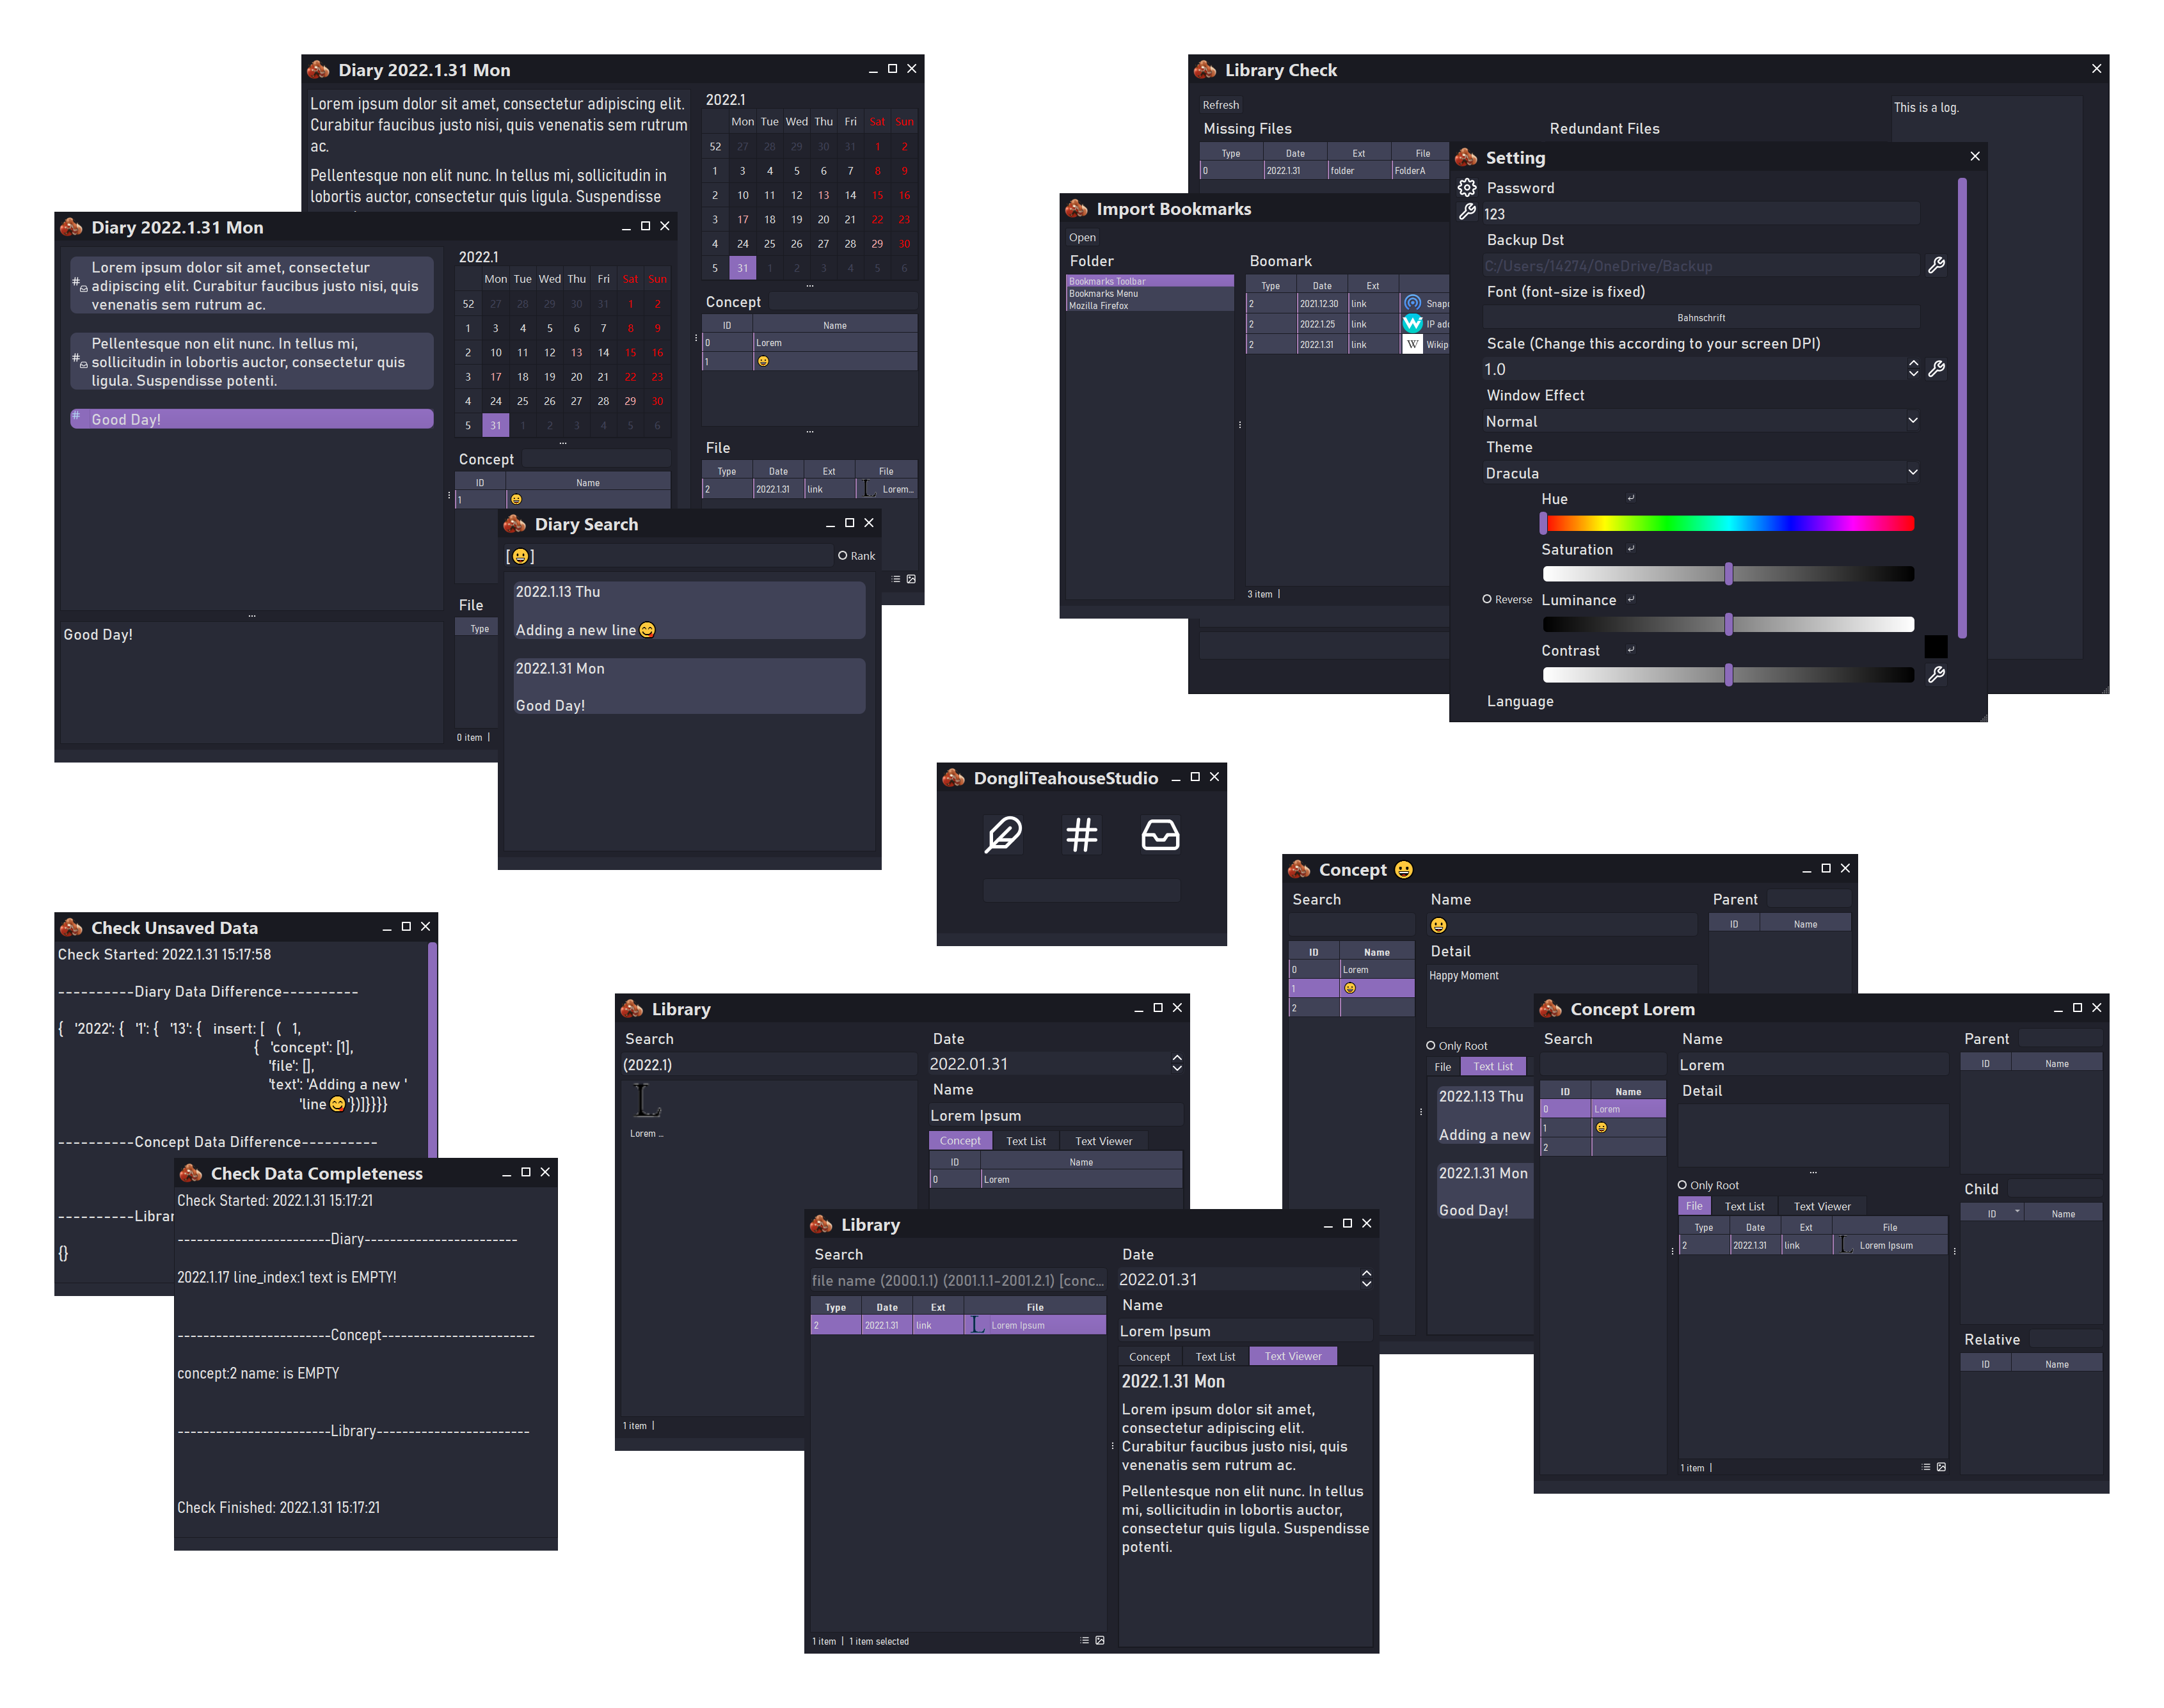 Diary 2022.1.31 Mon
Lorem ipsum dolor sit amet, consectetur adipiscing elit.
Curabitur faucibus justo nisi, quis venenatis sem rutrum
ac.
Pellentesque non elit nunc. In tellus mi, sollicitudin in
lobortis auctor, consectetur quis ligula. Suspendisse
2022.1
Mon Tue Wed Thu Fri Sat Sun
52 27 28 29 30 31 1 2
1 3 4 5 6 7 8 9
2 10 11 12 13 14 15 16
3 17 18 19 20 21 22 23
4 24 25 26 27 28 29 30
5 31 1 2 3 4 5 6
Concept
ID Name
0 Lorem
1 😀
File
Type Date Ext File
2 2022.1.31 link Lorem...
Diary 2022.1.31 Mon
Lorem ipsum dolor sit amet, consectetur
adipiscing elit. Curabitur faucibus justo nisi, quis
venenatis sem rutrum ac.
Pellentesque non elit nunc. In tellus mi,
sollicitudin in lobortis auctor, consectetur quis
ligula. Suspendisse potenti.
Good Day!
Good Day!
2022.1
Mon Tue Wed Thu Fri Sat Sun
52 27 28 29 30 31 1 2
1 3 4 5 6 7 8 9
2 10 11 12 13 14 15 16
3 17 18 19 20 21 22 23
4 24 25 26 27 28 29 30
5 31 1 2 3 4 5 6
Concept
ID Name
1 😀
File
Type
0 item |
Diary Search
[😀] Rank
2022.1.13 Thu
Adding a new line😋
2022.1.31 Mon
Good Day!
Library Check
Refresh
Missing Files
Type Date Ext File
0 2022.1.31 folder FolderA
Redundant Files
This is a log.
Import Bookmarks
Open
Folder
Bookmarks Toolbar
Bookmarks Menu
Mozilla Firefox
Boomark
Type Date Ext
2 2021.12.30 link Snap
2 2022.1.25 link IP ad
2 2022.1.31 link Wikip
3 item |
Setting
Password
123
Backup Dst
C:/Users/14274/OneDrive/Backup
Font (font-size is fixed)
Bahnschrift
Scale (Change this according to your screen DPI)
1.0
Window Effect
Normal
Theme
Dracula
Hue
Saturation
Reverse Luminance
Contrast
Language
DongliTeahouseStudio
Check Unsaved Data
Check Started: 2022.1.31 15:17:58
----------Diary Data Difference----------
{ '2022': { '1': { '13': { insert: [ ( 1,
{ 'concept': [1],
'file': [],
'text': 'Adding a new '
'line 😋'})]}}}}
----------Concept Data Difference----------
----------Librar
{}
Check Data Completeness
Check Started: 2022.1.31 15:17:21
------------------------Diary------------------------
2022.1.17 line_index:1 text is EMPTY!
------------------------Concept------------------------
concept:2 name: is EMPTY
------------------------Library------------------------
Check Finished: 2022.1.31 15:17:21
Library
Search
(2022.1)
Lorem ...
1 item |
Date
2022.01.31
Name
Lorem Ipsum
Concept Text List Text Viewer
ID Name
0 Lorem
Library
Search
file name (2000.1.1) (2001.1.1-2001.2.1) [conc...
Type Date Ext File
2 2022.1.31 link Lorem Ipsum
1 item | 1 item selected
Date
2022.01.31
Name
Lorem Ipsum
Concept Text List Text Viewer
2022.1.31 Mon
Lorem ipsum dolor sit amet,
consectetur adipiscing elit.
Curabitur faucibus justo nisi, quis
venenatis sem rutrum ac.
Pellentesque non elit nunc. In tellus
mi, sollicitudin in lobortis auctor,
consectetur quis ligula. Suspendisse
potenti.
Concept 😀
Search
ID Name
0 Lorem
1 😀
2
Name
😀
Detail
Happy Moment
Only Root
File Text List
2022.1.13 Thu
Adding a new
2022.1.31 Mon
Good Day!
Parent
ID Name
Concept Lorem
Search
ID Name
0 Lorem
1 😀
2
Name
Lorem
Detail
Only Root
File Text List Text Viewer
Type Date Ext File
2 2022.1.31 link Lorem Ipsum
1 item |
Parent
ID Name
Child
ID Name
Relative
ID Name